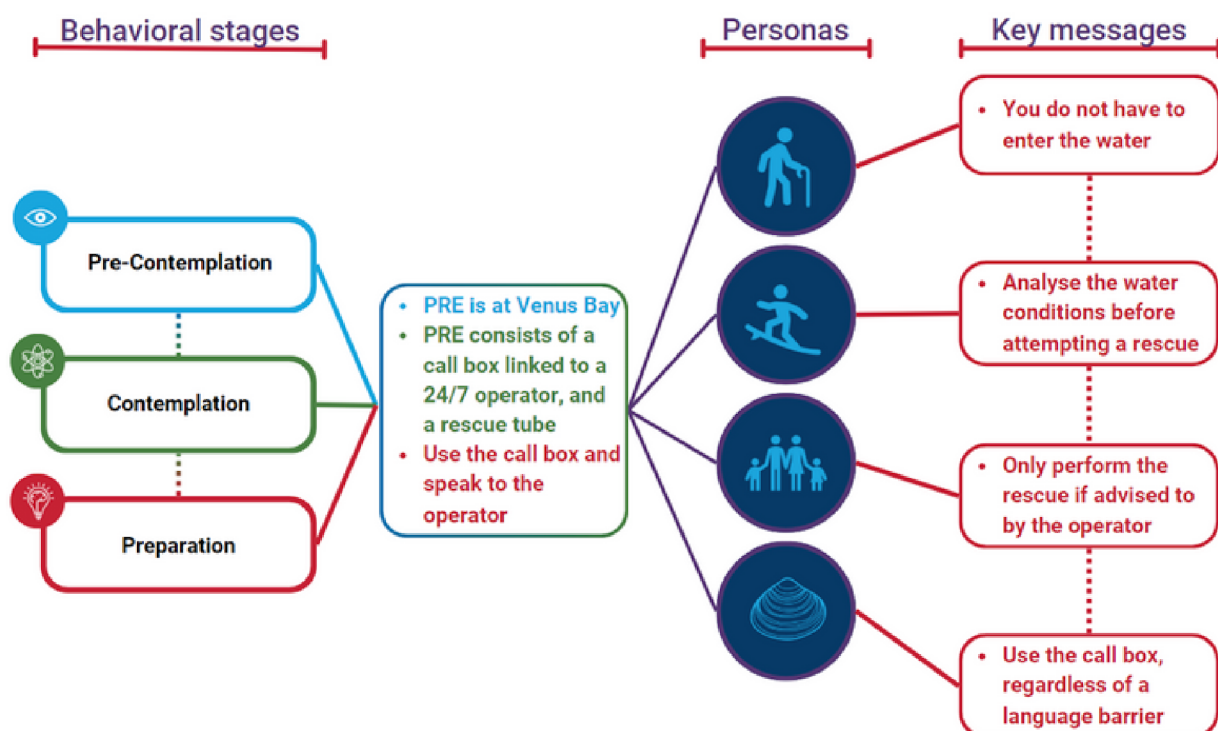 Behavioral stages
Personas
Key messages
Pre-Contemplation
Contemplation
Preparation
• PRE is at Venus Bay
• PRE consists of a
call box linked to a
24/7 operator, and
a rescue tube
• Use the call box and
speak to the
operator
• You do not have to
enter the water
• Analyse the water
conditions before
attempting a rescue
• Only perform the
rescue if advised to
by the operator
• Use the call box,
regardless of a
language barrier